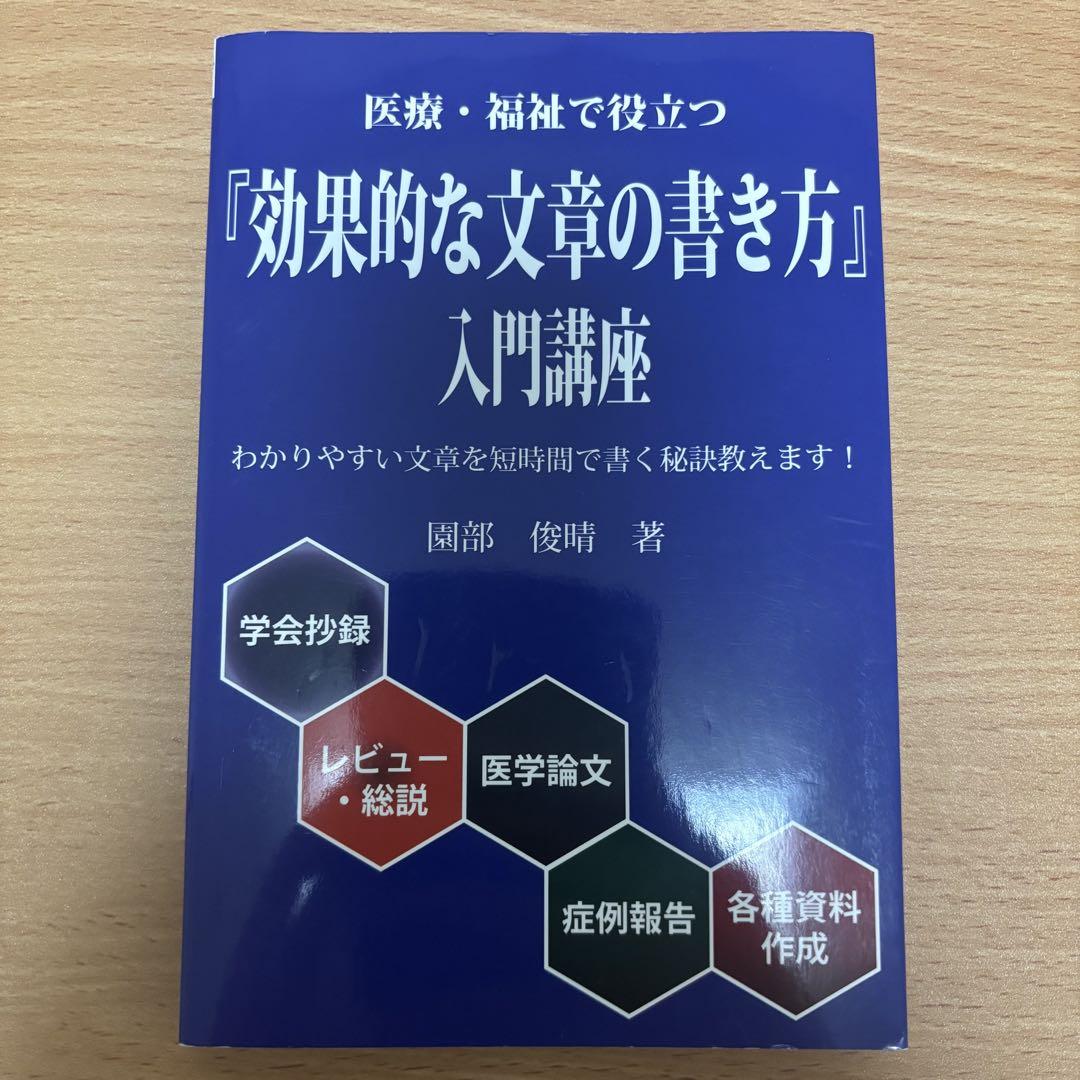 医療・福祉で役立つ
『効果的な文章の書き方』
入門講座
わかりやすい文章を短時間で書く秘訣教えます！
園部 俊晴 著
学会抄録
レビュー
・総説
医学論文
症例報告
各種資料
作成